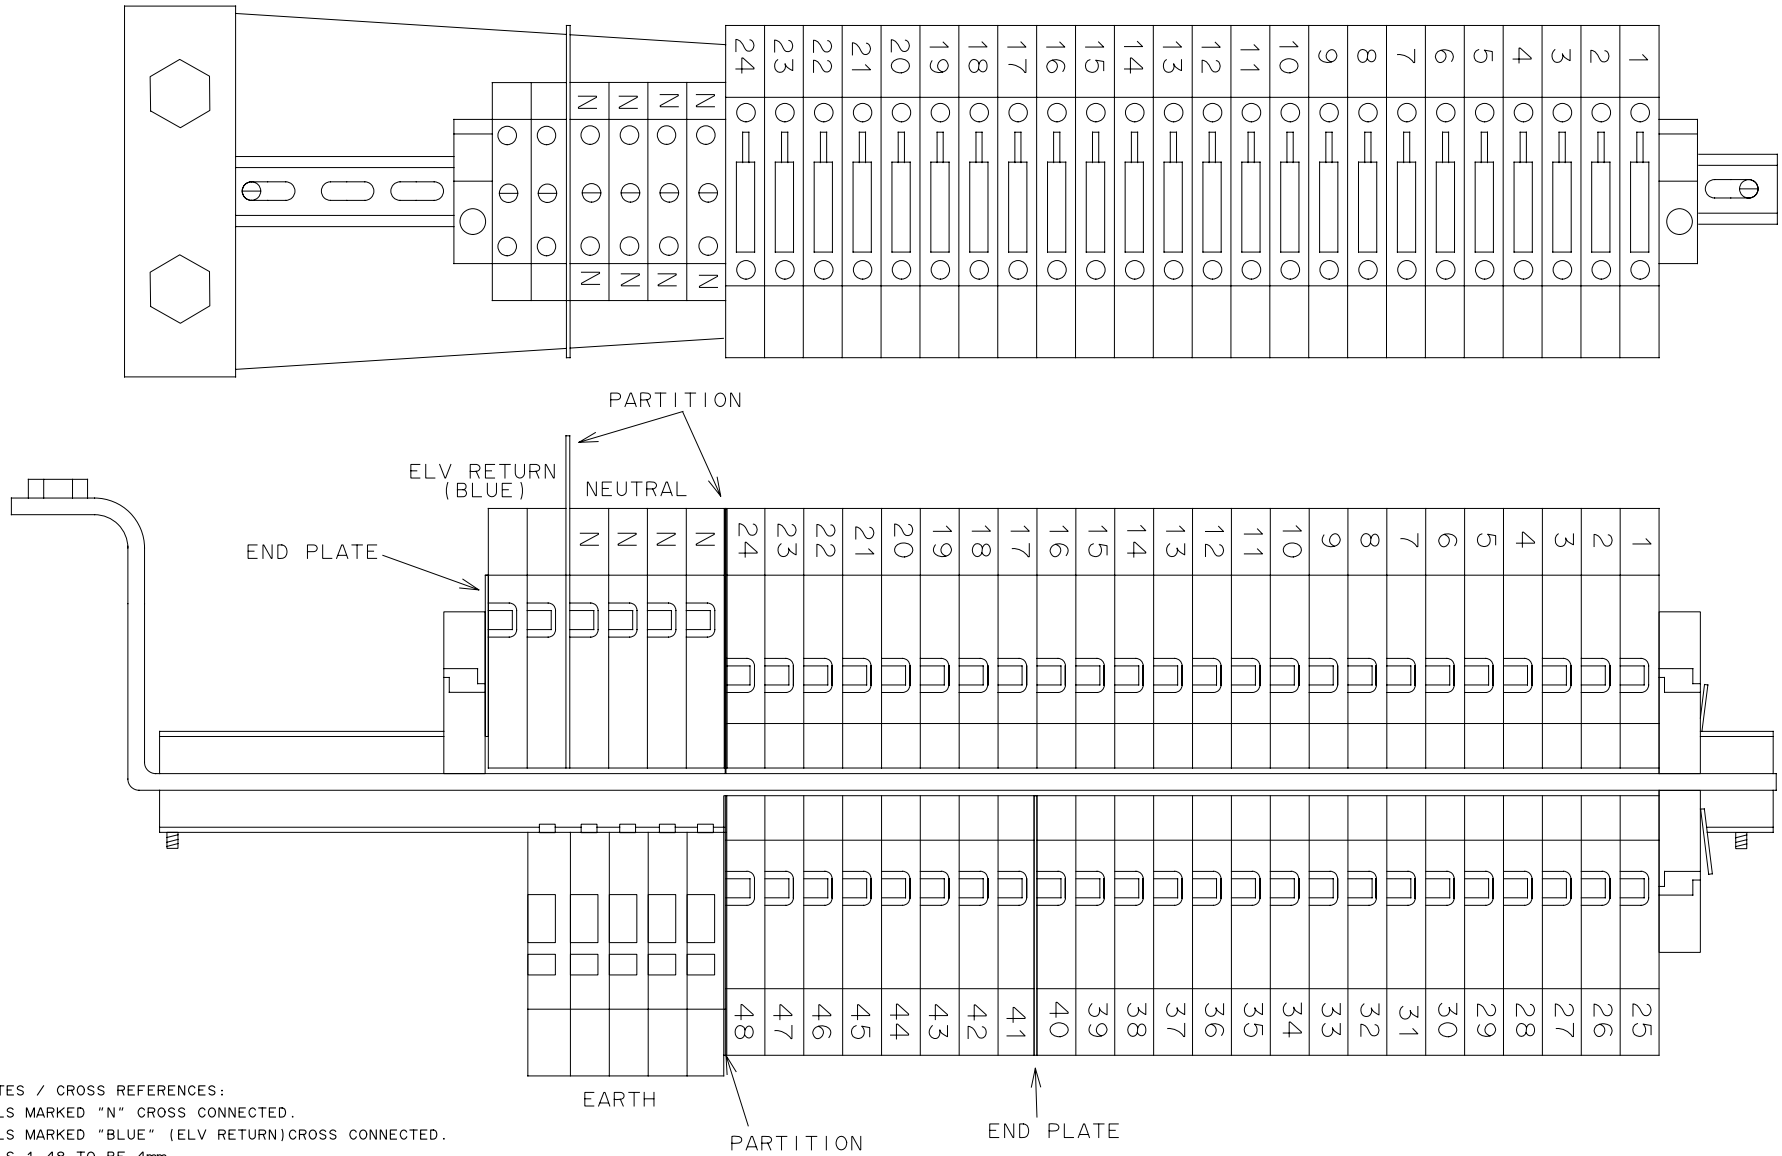 24 23 22 21 20 19 18 17 16 15 14 13 12 11 10 9 8 7 6 5 4 3 2 1
N N N N
N N N N
PARTITION
ELV RETURN
(BLUE)
NEUTRAL
N N N N 24 23 22 21 20 19 18 17 16 15 14 13 12 11 10 9 8 7 6 5 4 3 2 1
END PLATE
48 47 46 45 44 43 42 41 40 39 38 37 36 35 34 33 32 31 30 29 28 27 26 25
EARTH
PARTITION
END PLATE
TES / CROSS REFERENCES:
LS MARKED "N" CROSS CONNECTED.
LS MARKED "BLUE" (ELV RETURN)CROSS CONNECTED.